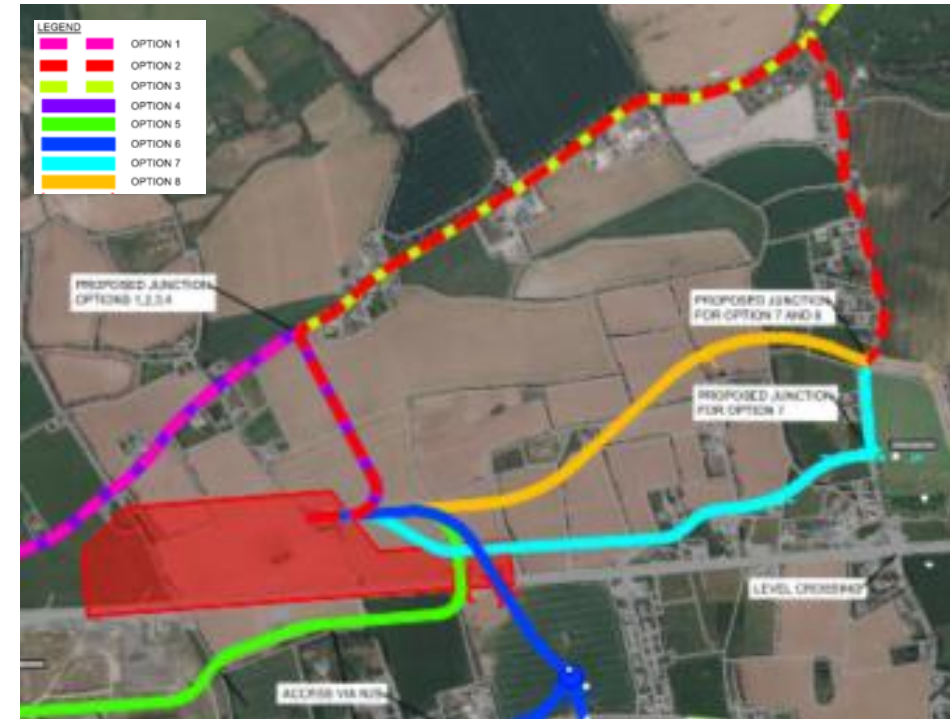 LEGEND
OPTION 1
OPTION 2
OPTION 3
OPTION 4
OPTION 5
OPTION 6
OPTION 7
OPTION 8
PROPOSED JUNCTION
OPTIONS 1,2,3,4
PROPOSED JUNCTION
FOR OPTION 7 AND 8
PROPOSED JUNCTION
FOR OPTION 7
LEVEL CROSSING
ACCESS VIA N25